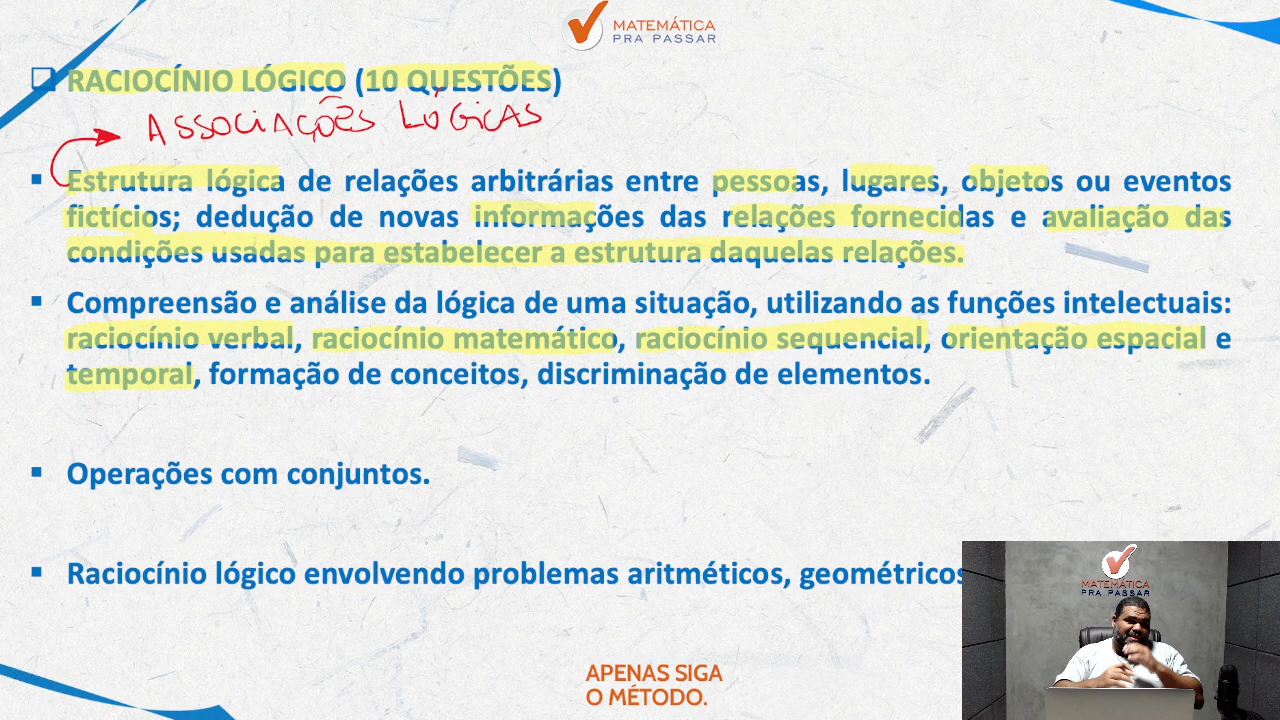 MATEMÁTICA
PRA PASSAR
RACIOCÍNIO LÓGICO (10 QUESTÕES)
ASSOCIAÇÕES LÓGICAS
▪ Estrutura lógica de relações arbitrárias entre pessoas, lugares, objetos ou eventos
fictícios; dedução de novas informações das relações fornecidas e avaliação das
condições usadas para estabelecer a estrutura daquelas relações.
▪ Compreensão e análise da lógica de uma situação, utilizando as funções intelectuais:
raciocínio verbal, raciocínio matemático, raciocínio sequencial, orientação espacial e
temporal, formação de conceitos, discriminação de elementos.
▪ Operações com conjuntos.
▪ Raciocínio lógico envolvendo problemas aritméticos, geométricos
MATEMÁTICA
PRA PASSAR
APENAS SIGA
O MÉTODO.